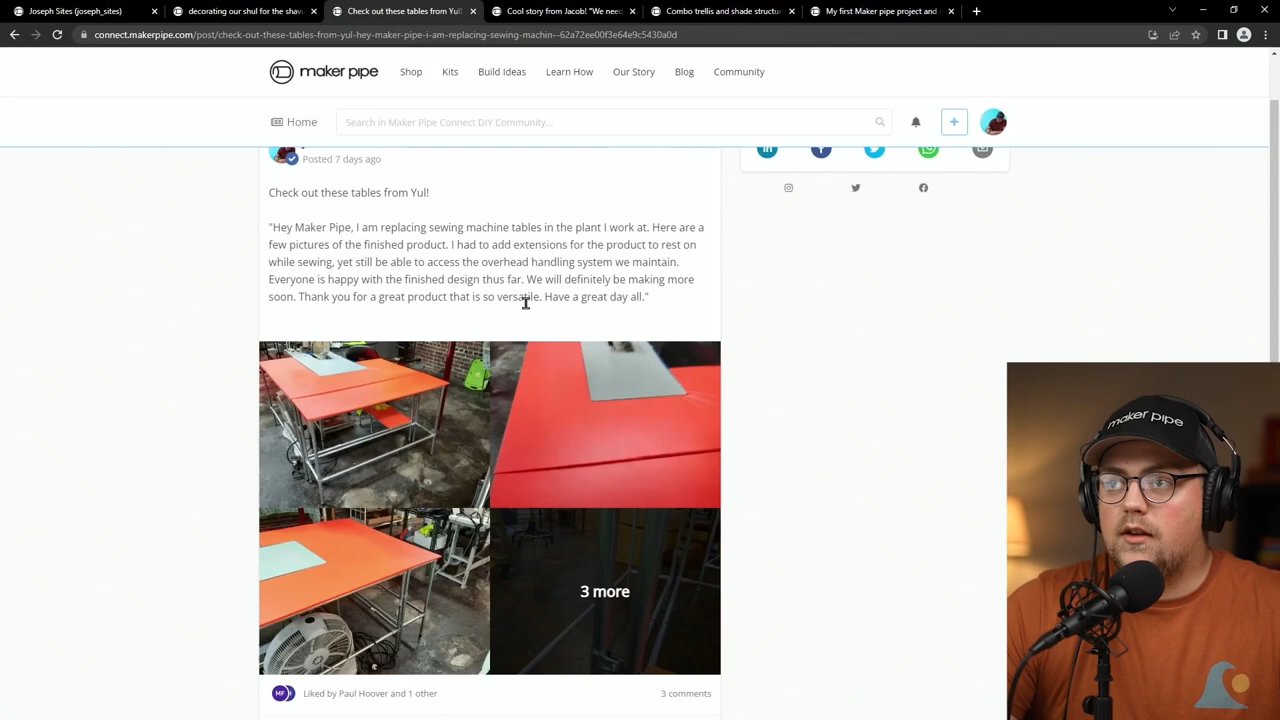 Joseph Sites (joseph_sites)
decorating our shul for the shavu
Check out these tables from Yul!
Cool story from Jacob! "We need
Combo trellis and shade structur
My first Maker pipe project and
connect.makerpipe.com/post/check-out-these-tables-from-yul-hey-maker-pipe-i-am-replacing-sewing-machin--62a72ee00f3e64e9c5430a0d
maker pipe
Shop
Kits
Build Ideas
Learn How
Our Story
Blog
Community
Home
Search in Maker Pipe Connect DIY Community...
Posted 7 days ago
Check out these tables from Yul!
"Hey Maker Pipe, I am replacing sewing machine tables in the plant I work at. Here are a
few pictures of the finished product. I had to add extensions for the product to rest on
while sewing, yet still be able to access the overhead handling system we maintain.
Everyone is happy with the finished design thus far. We will definitely be making more
soon. Thank you for a great product that is so versatile. Have a great day all."
3 more
MF
Liked by Paul Hoover and 1 other
3 comments
maker pipe